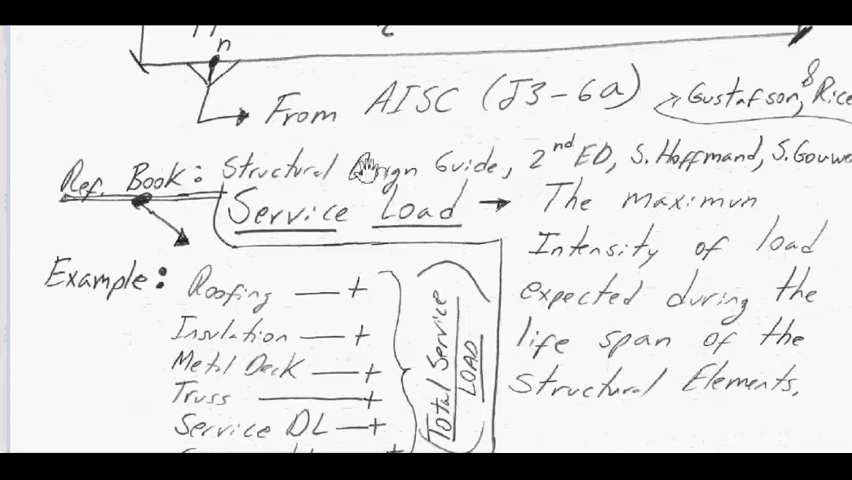 n
From AISC (J3-6a) → Gustafson, & Rice
Ref. Book: Structural Design Guide, 2nd ED, S. Hoffmand, S. Gouw
Service Load → The maximun
Intensity of load
expected during the
life span of the
Structural Elements.
Example: Roofing — +
Insulation — +
Metal Deck — +
Truss — +
Service DL — +
Total Service
LOAD